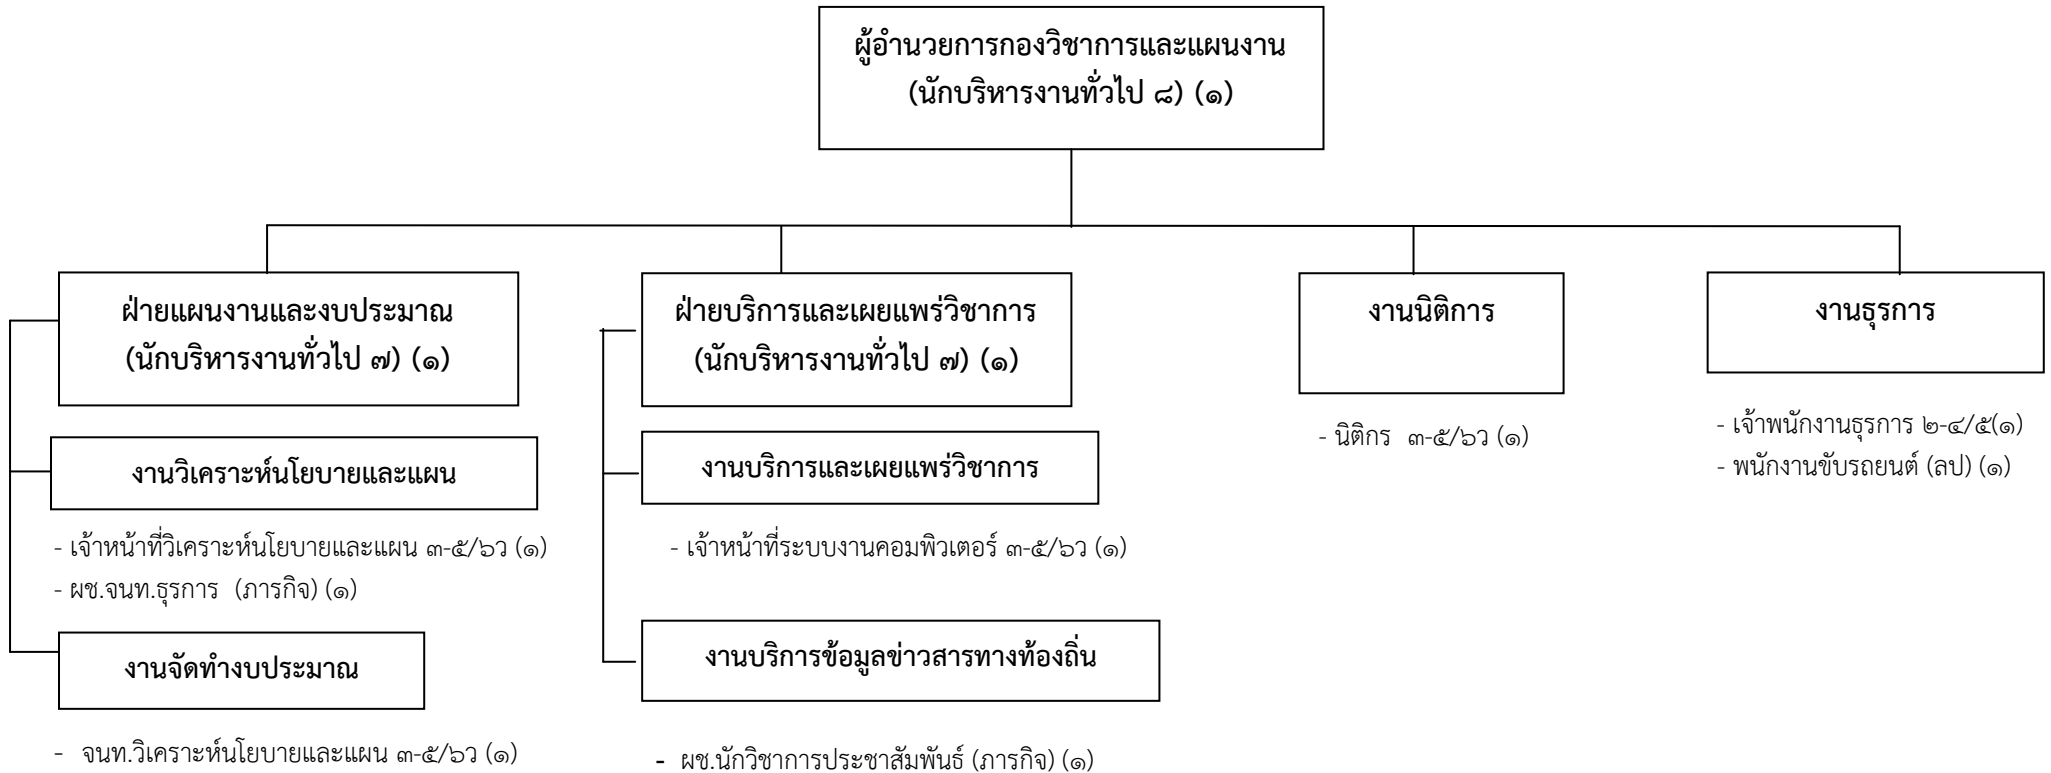 ผู้อำนวยการกองวิชาการและแผนงาน
(นักบริหารงานทั่วไป ๘) (๑)
ฝ่ายแผนงานและงบประมาณ
(นักบริหารงานทั่วไป ๗) (๑)
งานวิเคราะห์นโยบายและแผน
- เจ้าหน้าที่วิเคราะห์นโยบายและแผน ๓-๕/๖ว (๑)
- ผช.จนท.ธุรการ (ภารกิจ) (๑)
งานจัดทำงบประมาณ
- จนท.วิเคราะห์นโยบายและแผน ๓-๕/๖ว (๑)
ฝ่ายบริการและเผยแพร่วิชาการ
(นักบริหารงานทั่วไป ๗) (๑)
งานบริการและเผยแพร่วิชาการ
- เจ้าหน้าที่ระบบงานคอมพิวเตอร์ ๓-๕/๖ว (๑)
งานบริการข้อมูลข่าวสารทางท้องถิ่น
- ผช.นักวิชาการประชาสัมพันธ์ (ภารกิจ) (๑)
งานนิติการ
- นิติกร ๓-๕/๖ว (๑)
งานธุรการ
- เจ้าพนักงานธุรการ ๒-๔/๕(๑)
- พนักงานขับรถยนต์ (ลป) (๑)